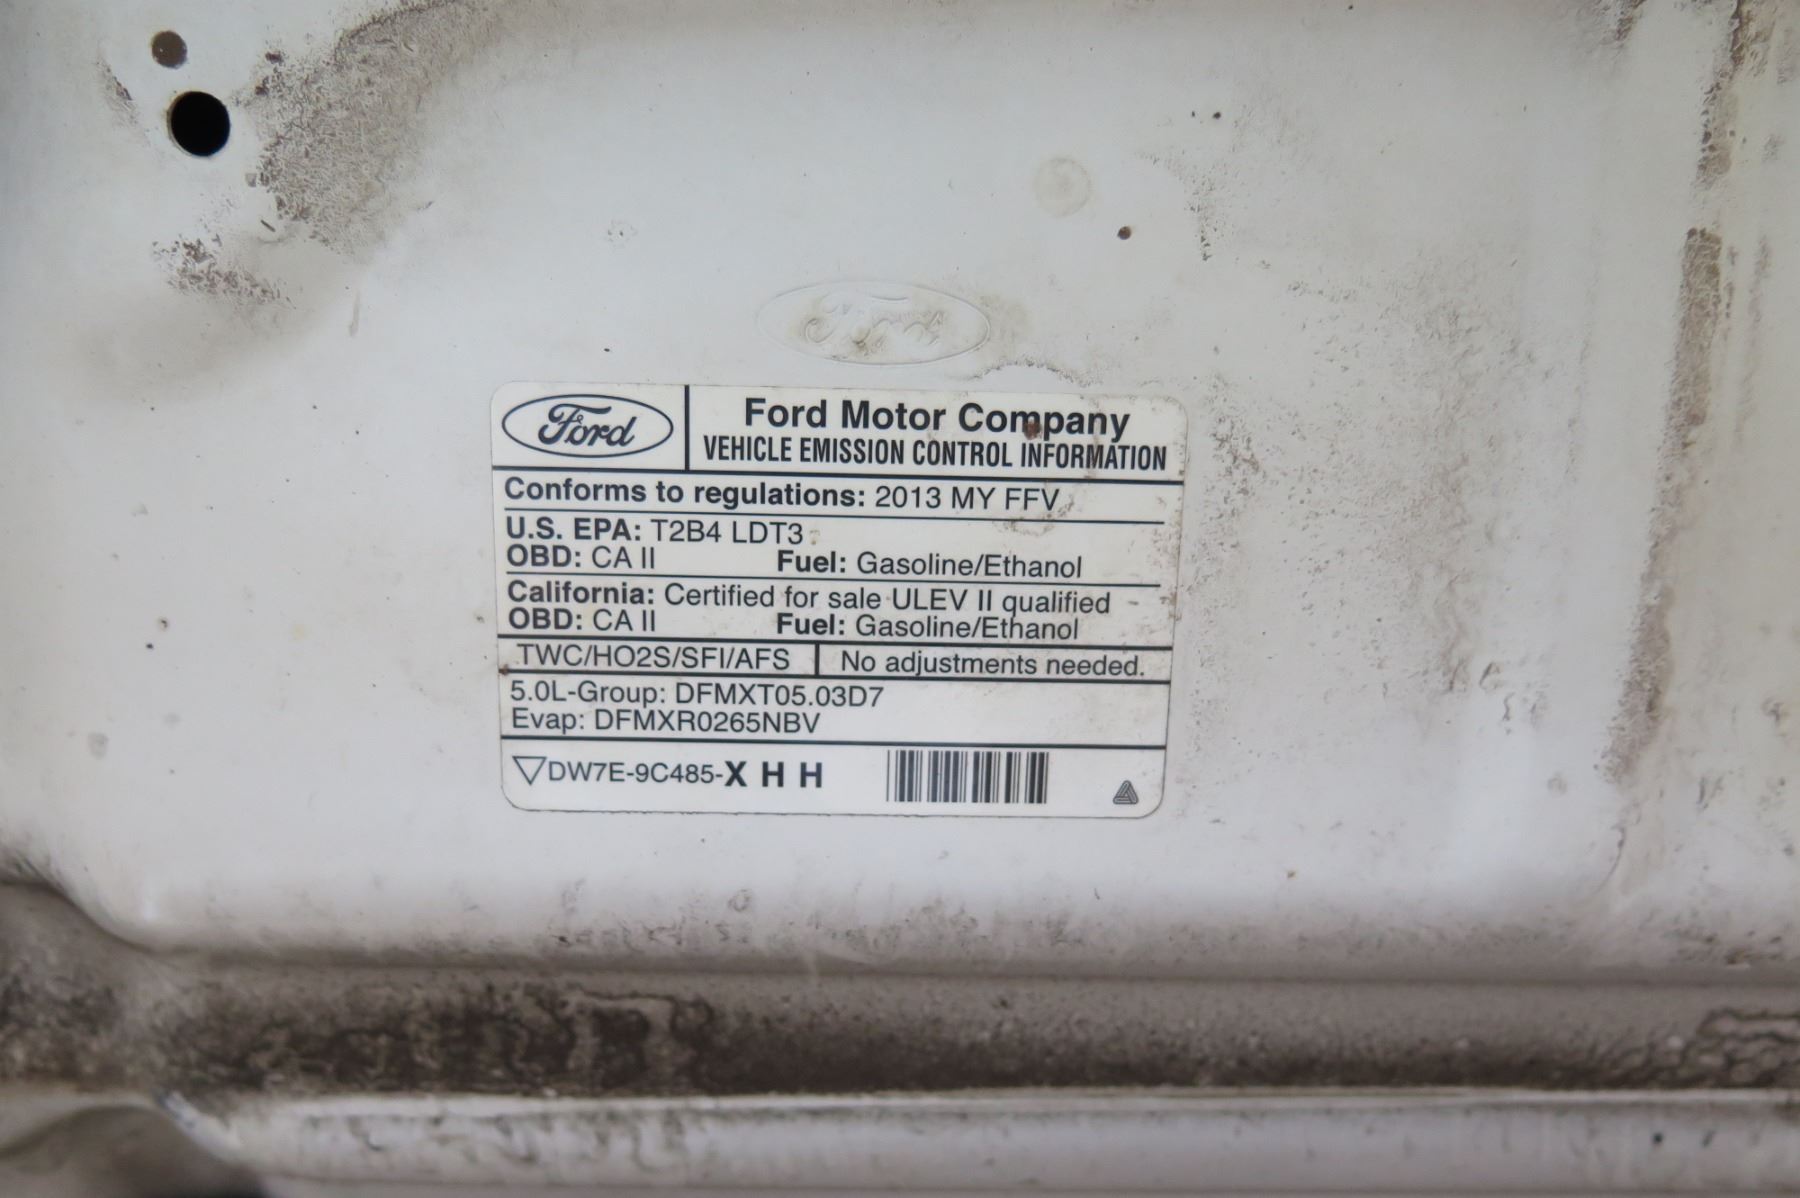 Ford
Ford
Ford Motor Company
VEHICLE EMISSION CONTROL INFORMATION
Conforms to regulations: 2013 MY FFV
U.S. EPA: T2B4 LDT3
OBD: CA II Fuel: Gasoline/Ethanol
California: Certified for sale ULEV II qualified
OBD: CA II Fuel: Gasoline/Ethanol
TWC/HO2S/SFI/AFS No adjustments needed.
5.0L-Group: DFMXT05.03D7
Evap: DFMXR0265NBV
▽DW7E-9C485-X H H